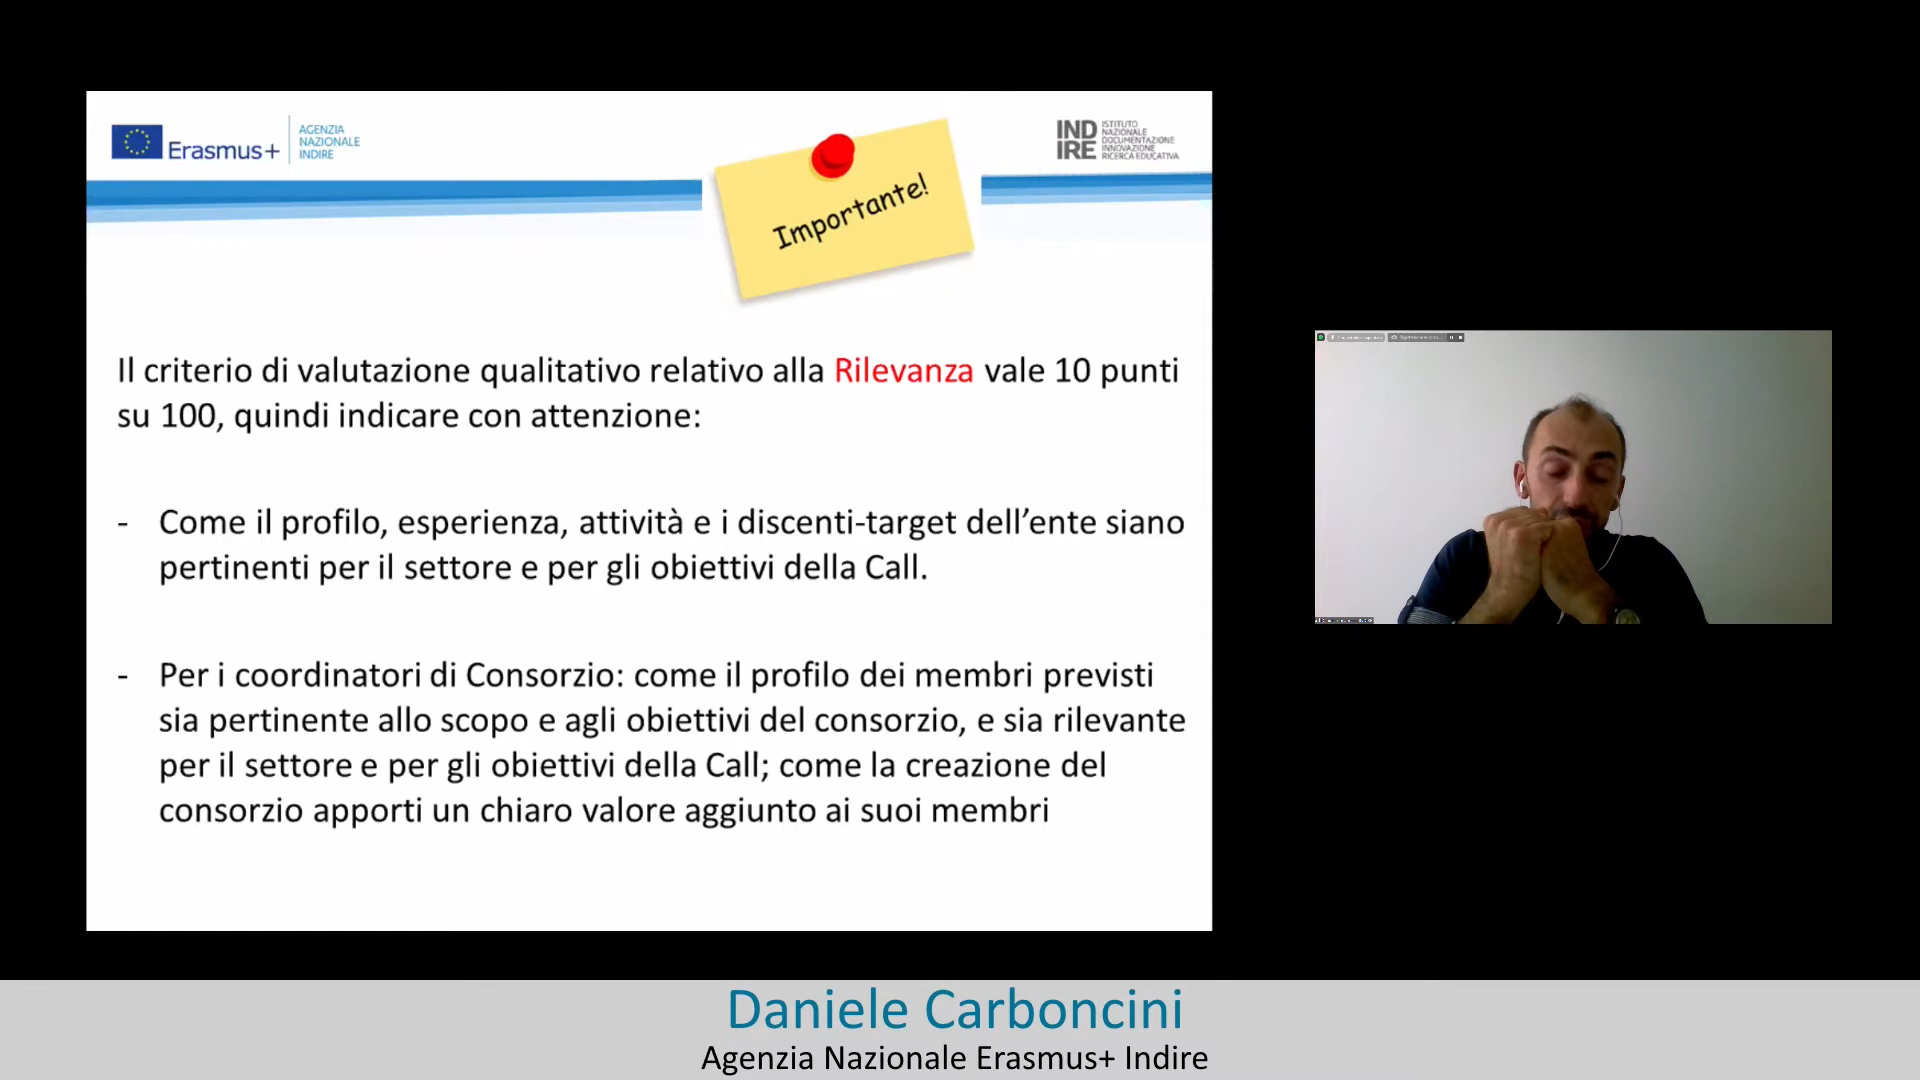 Erasmus+
AGENZIA
NAZIONALE
INDIRE
Importante!
IND
IRE
ISTITUTO
NAZIONALE
DOCUMENTAZIONE
INNOVAZIONE
RICERCA EDUCATIVA
Il criterio di valutazione qualitativo relativo alla Rilevanza vale 10 punti
su 100, quindi indicare con attenzione:
- Come il profilo, esperienza, attività e i discenti-target dell’ente siano
pertinenti per il settore e per gli obiettivi della Call.
- Per i coordinatori di Consorzio: come il profilo dei membri previsti
sia pertinente allo scopo e agli obiettivi del consorzio, e sia rilevante
per il settore e per gli obiettivi della Call; come la creazione del
consorzio apporti un chiaro valore aggiunto ai suoi membri
Daniele Carboncini
Agenzia Nazionale Erasmus+ Indire